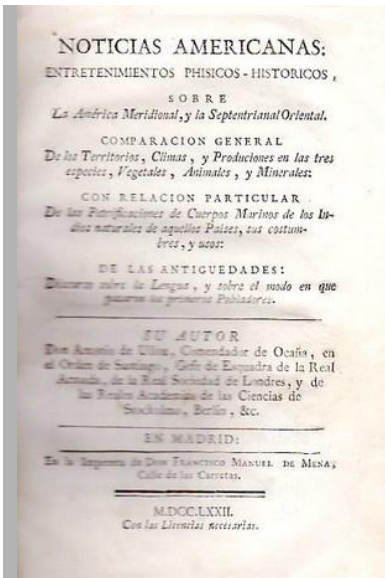 NOTICIAS AMERICANAS:
ENTRETENIMIENTOS PHISICOS-HISTORICOS,
SOBRE
La América Meridional, y la Septentrianal Oriental.
COMPARACION GENERAL
De los Territorios, Climas, y Produciones en las tres
especies, Vegetales, Animales, y Minerales:
CON RELACION PARTICULAR
De las Petrificaciones de Cuerpos Marinos de los In-
dios naturales de aquellos Paises, sus costum-
bres, y usos:
DE LAS ANTIGUEDADES:
Discurso sobre la Lengua, y sobre el modo en que
pasaron los primeros Pobladores.
SU AUTOR
Don Antonio de Ulloa, Comendador de Ocaña, en
el Orden de Santiago, Gefe de Esquadra de la Real
Armada, de la Real Sociedad de Londres, y de
las Reales Academias de las Ciencias de
Stockolmo, Berlin, &c.
EN MADRID:
En la Imprenta de DON FRANCISCO MANUEL DE MENA,
Calle de las Carretas.
M.DCC.LXXII.
Con las Licencias necesarias.